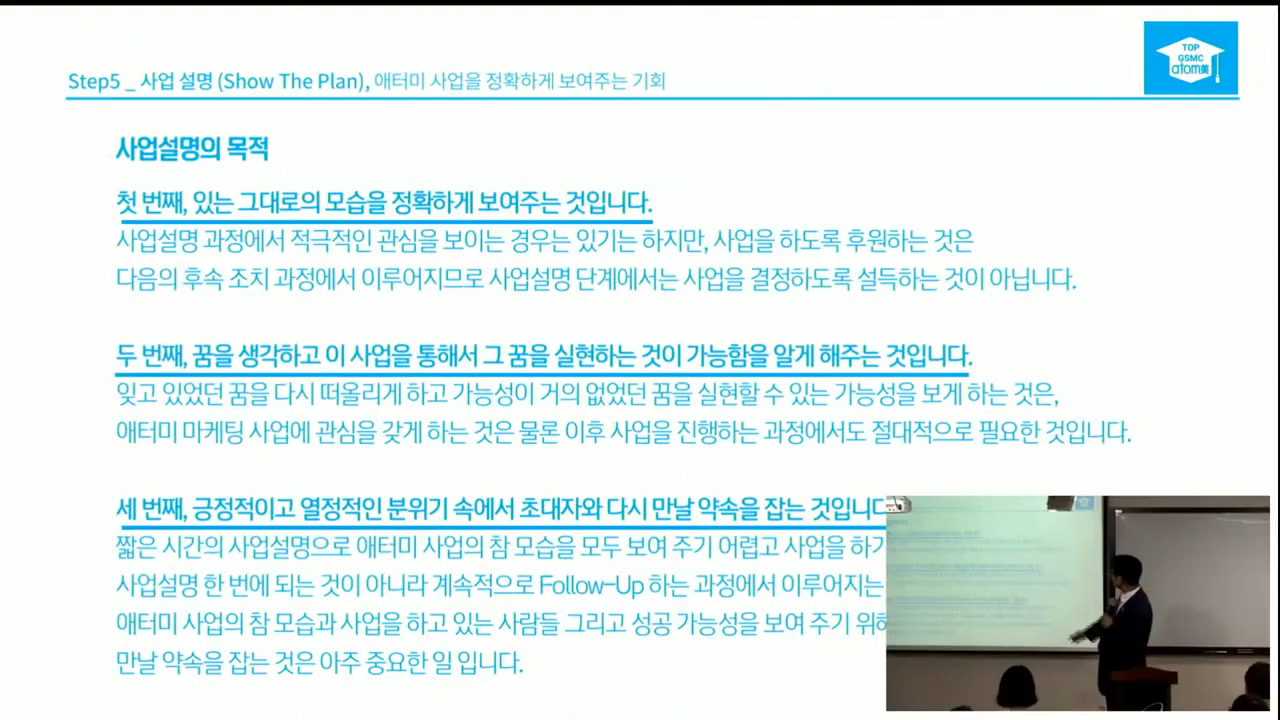 Step5 _ 사업 설명 (Show The Plan), 애터미 사업을 정확하게 보여주는 기회
TOP
GSMC
atom美
사업설명의 목적
첫 번째, 있는 그대로의 모습을 정확하게 보여주는 것입니다.
사업설명 과정에서 적극적인 관심을 보이는 경우는 있기는 하지만, 사업을 하도록 후원하는 것은
다음의 후속 조치 과정에서 이루어지므로 사업설명 단계에서는 사업을 결정하도록 설득하는 것이 아닙니다.
두 번째, 꿈을 생각하고 이 사업을 통해서 그 꿈을 실현하는 것이 가능함을 알게 해주는 것입니다.
잊고 있었던 꿈을 다시 떠올리게 하고 가능성이 거의 없었던 꿈을 실현할 수 있는 가능성을 보게 하는 것은,
애터미 마케팅 사업에 관심을 갖게 하는 것은 물론 이후 사업을 진행하는 과정에서도 절대적으로 필요한 것입니다.
세 번째, 긍정적이고 열정적인 분위기 속에서 초대자와 다시 만날 약속을 잡는 것입니다
짧은 시간의 사업설명으로 애터미 사업의 참 모습을 모두 보여 주기 어렵고 사업을 하기
사업설명 한 번에 되는 것이 아니라 계속적으로 Follow-Up 하는 과정에서 이루어지는
애터미 사업의 참 모습과 사업을 하고 있는 사람들 그리고 성공 가능성을 보여 주기 위해
만날 약속을 잡는 것은 아주 중요한 일 입니다.